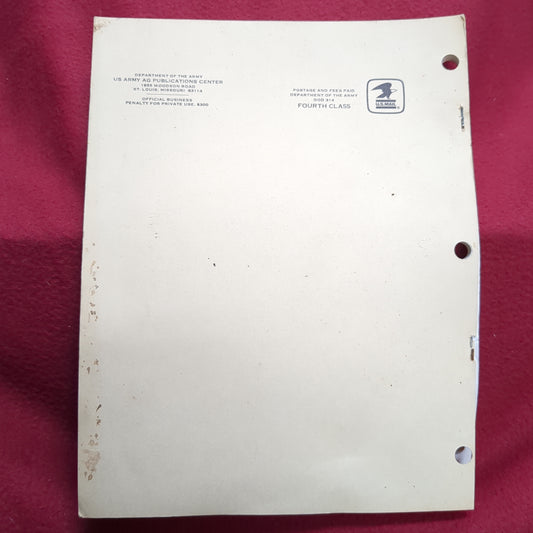 DEPARTMENT OF THE ARMY
US ARMY AG PUBLICATIONS CENTER
1655 WOODSON ROAD
ST. LOUIS, MISSOURI 63114
OFFICIAL BUSINESS
PENALTY FOR PRIVATE USE, $300
POSTAGE AND FEES PAID
DEPARTMENT OF THE ARMY
DOD 314
FOURTH CLASS
U.S.MAIL